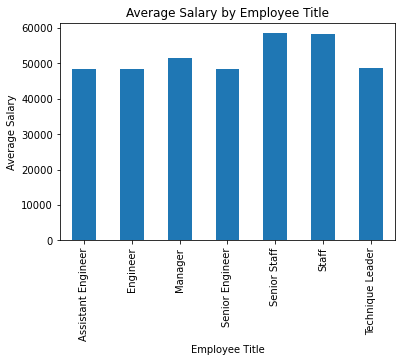 Average Salary by Employee Title
Average Salary
60000
50000
40000
30000
20000
10000
0
Assistant Engineer
Engineer
Manager
Senior Engineer
Senior Staff
Staff
Technique Leader
Employee Title